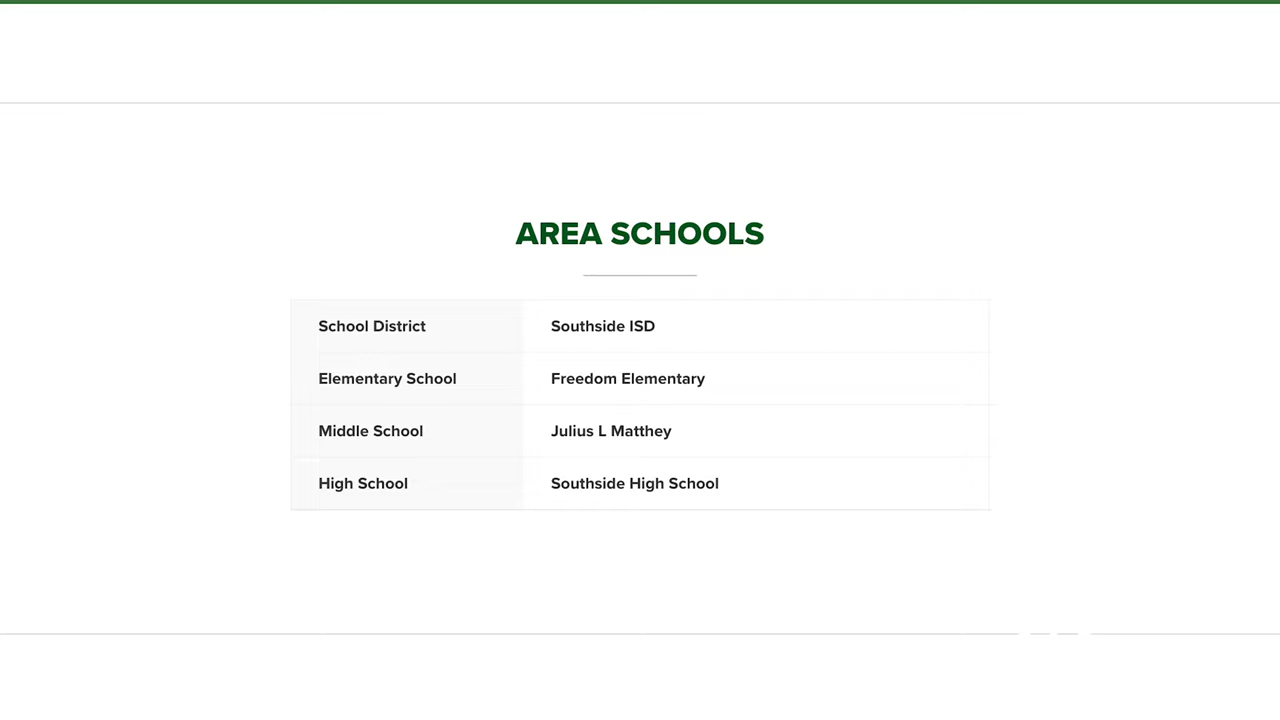 AREA SCHOOLS
School District Southside ISD
Elementary School Freedom Elementary
Middle School Julius L Matthey
High School Southside High School